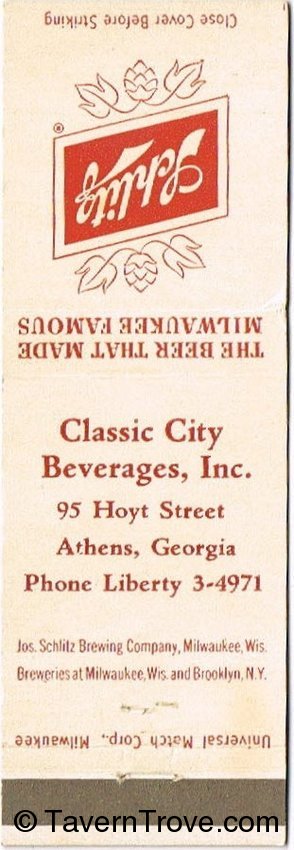 Close Cover Before Striking
Schlitz
®
THE BEER THAT MADE
MILWAUKEE FAMOUS
Classic City
Beverages, Inc.
95 Hoyt Street
Athens, Georgia
Phone Liberty 3-4971
Jos. Schlitz Brewing Company, Milwaukee, Wis.
Breweries at Milwaukee, Wis. and Brooklyn, N.Y.
Universal Match Corp., Milwaukee
© TavernTrove.com